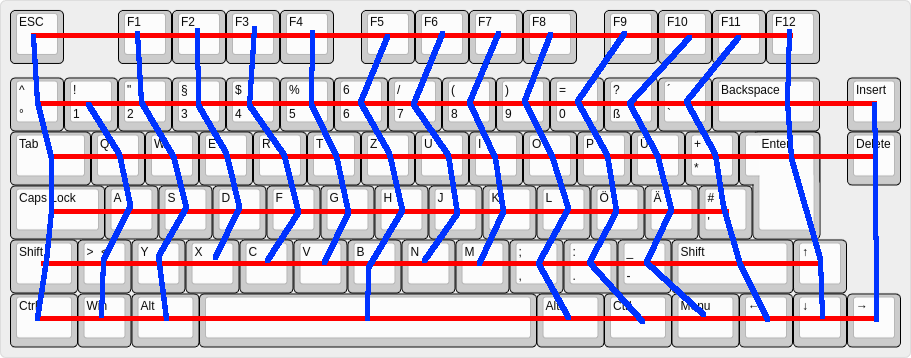 ESC F1 F2 F3 F4 F5 F6 F7 F8 F9 F10 F11 F12
^ ! " § $ % 6 / ( ) = ? ´ Backspace Insert
° 1 2 3 4 5 6 7 8 9 0 ß `
Tab Q W E R T Z U I O P Ü + Enter Delete
*
Caps Lock A S D F G H J K L Ö Ä #
'
Shift > < Y X C V B N M ; : _ Shift ↑
, . -
Ctrl Win Alt Alt Ctrl Menu ← ↓ →